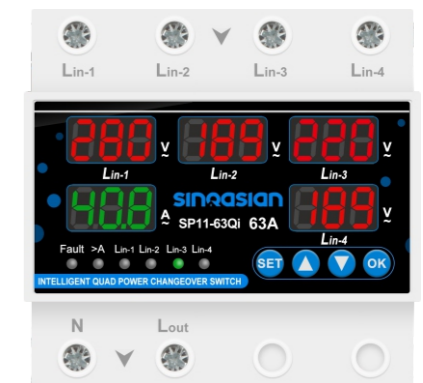 Lin-1 Lin-2 Lin-3 Lin-4
280 V~ 189 V~ 220 V~
Lin-1 Lin-2 Lin-3
40.8 A~ SINOASIAN 189 V~
SP11-63Qi 63A
Lin-4
Fault >A Lin-1 Lin-2 Lin-3 Lin-4
SET OK
INTELLIGENT QUAD POWER CHANGEOVER SWITCH
N Lout